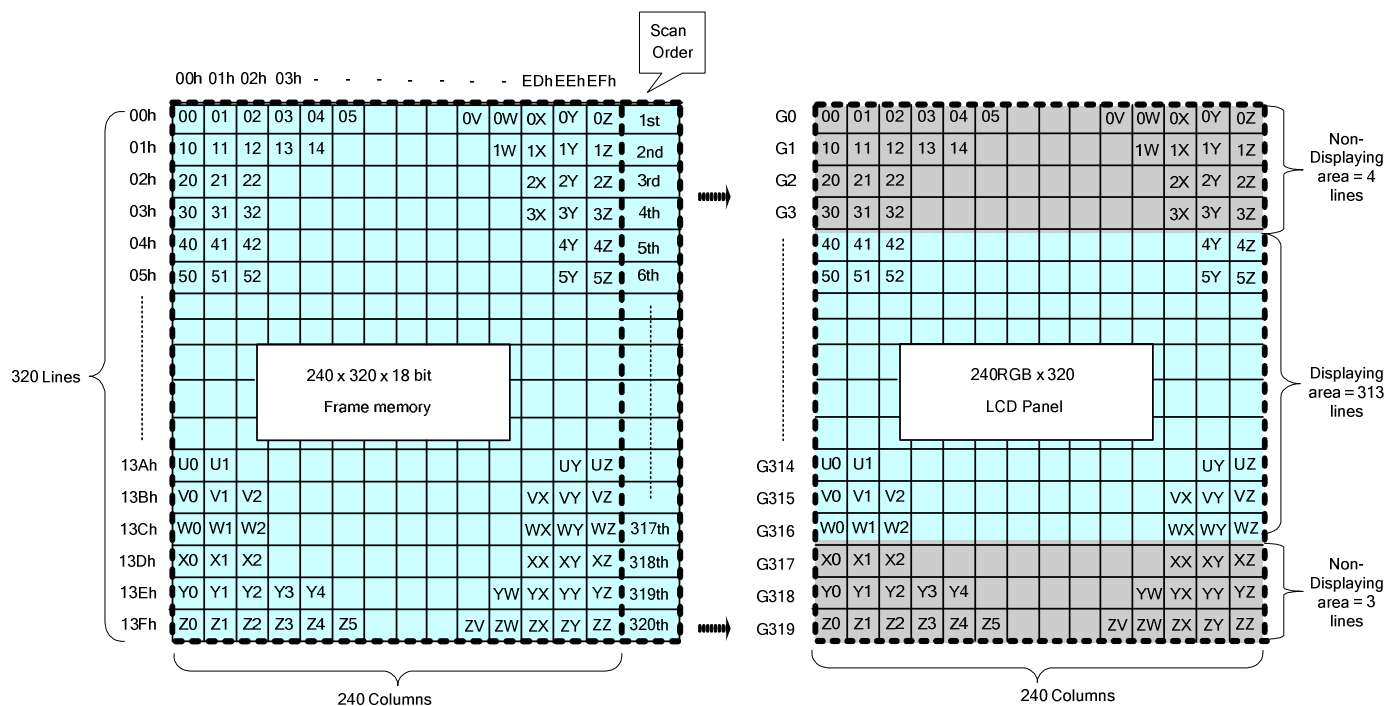 Scan
Order
00h 01h 02h 03h - - - - - - - EDh EEh EFh
00h 00 01 02 03 04 05 0V 0W 0X 0Y 0Z 1st
01h 10 11 12 13 14 1W 1X 1Y 1Z 2nd
02h 20 21 22 2X 2Y 2Z 3rd
03h 30 31 32 3X 3Y 3Z 4th
04h 40 41 42 4Y 4Z 5th
05h 50 51 52 5Y 5Z 6th
320 Lines
240 x 320 x 18 bit
Frame memory
13Ah U0 U1 UY UZ
13Bh V0 V1 V2 VX VY VZ
13Ch W0 W1 W2 WX WY WZ 317th
13Dh X0 X1 X2 XX XY XZ 318th
13Eh Y0 Y1 Y2 Y3 Y4 YW YX YY YZ 319th
13Fh Z0 Z1 Z2 Z3 Z4 Z5 ZV ZW ZX ZY ZZ 320th
240 Columns
G0 00 01 02 03 04 05 0V 0W 0X 0Y 0Z
G1 10 11 12 13 14 1W 1X 1Y 1Z
G2 20 21 22 2X 2Y 2Z
G3 30 31 32 3X 3Y 3Z
40 41 42 4Y 4Z
50 51 52 5Y 5Z
240RGB x 320
LCD Panel
G314 U0 U1 UY UZ
G315 V0 V1 V2 VX VY VZ
G316 W0 W1 W2 WX WY WZ
G317 X0 X1 X2 XX XY XZ
G318 Y0 Y1 Y2 Y3 Y4 YW YX YY YZ
G319 Z0 Z1 Z2 Z3 Z4 Z5 ZV ZW ZX ZY ZZ
240 Columns
Non-
Displaying
area = 4
lines
Displaying
area = 313
lines
Non-
Displaying
area = 3
lines